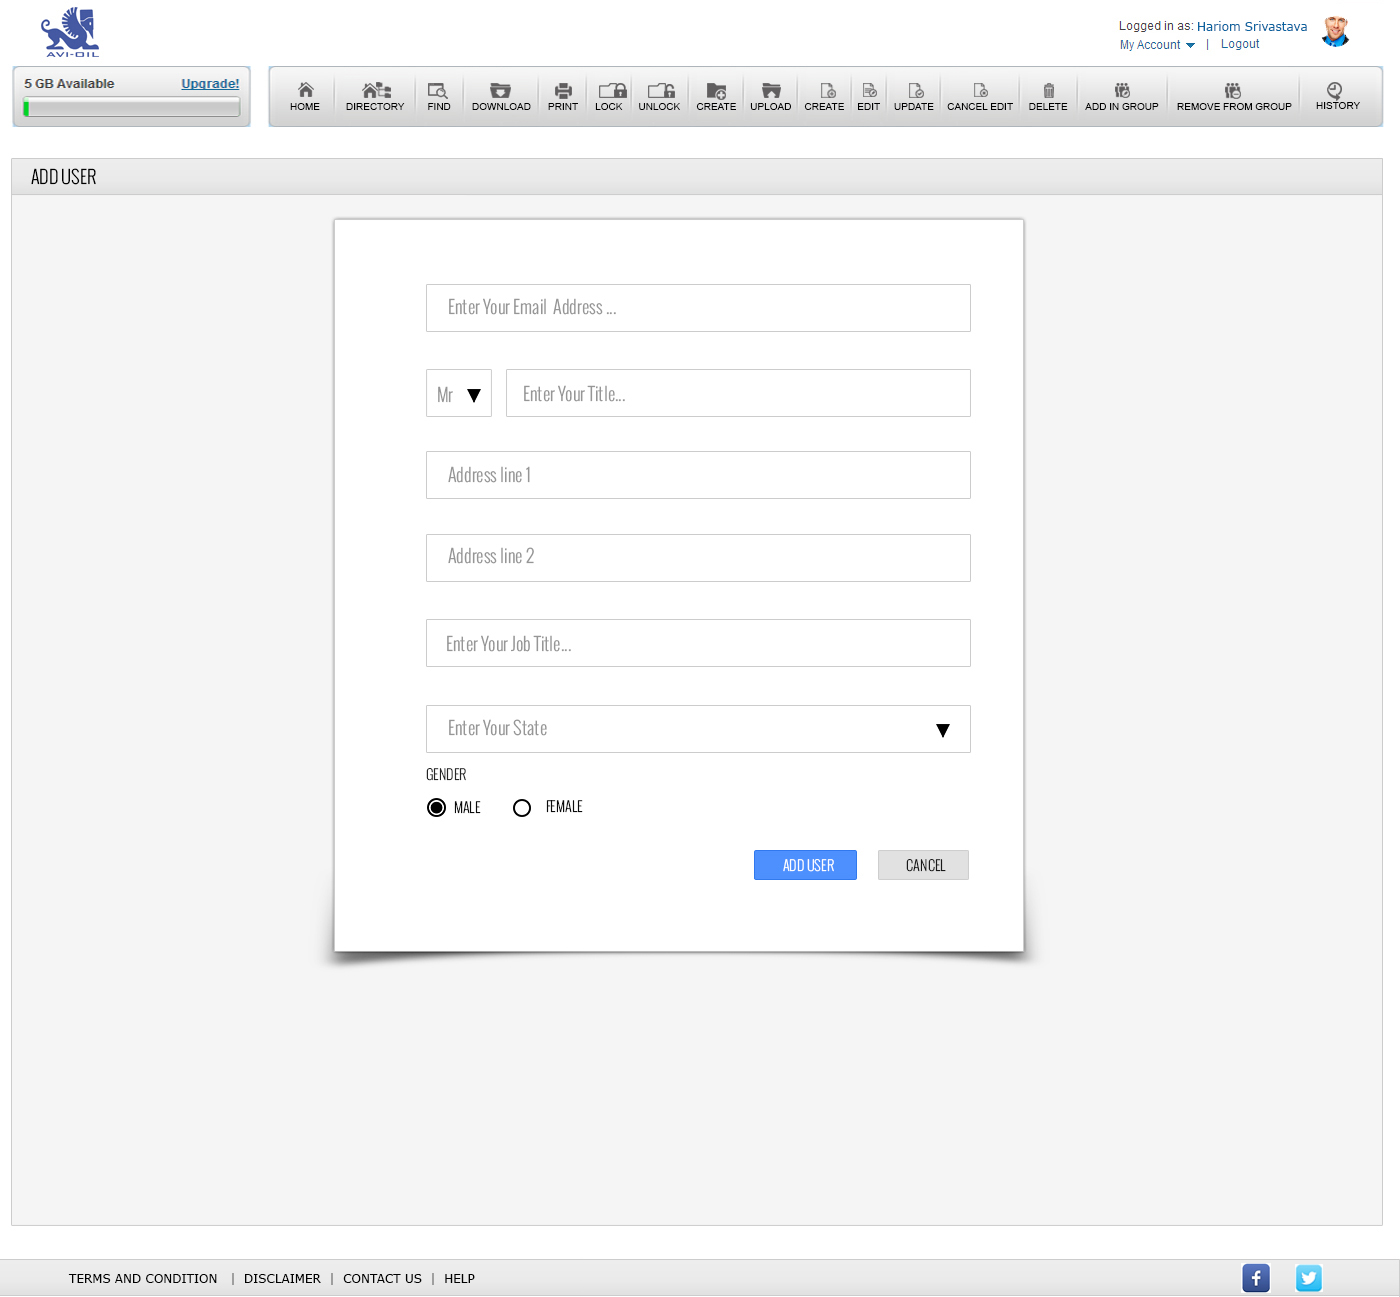 AVI-OIL
Logged in as: Hariom Srivastava
My Account | Logout
5 GB Available Upgrade!
HOME DIRECTORY FIND DOWNLOAD PRINT LOCK UNLOCK CREATE UPLOAD CREATE EDIT UPDATE CANCEL EDIT DELETE ADD IN GROUP REMOVE FROM GROUP HISTORY
ADD USER
Enter Your Email Address ...
Mr Enter Your Title...
Address line 1
Address line 2
Enter Your Job Title...
Enter Your State
GENDER
MALE FEMALE
ADD USER CANCEL
TERMS AND CONDITION | DISCLAIMER | CONTACT US | HELP